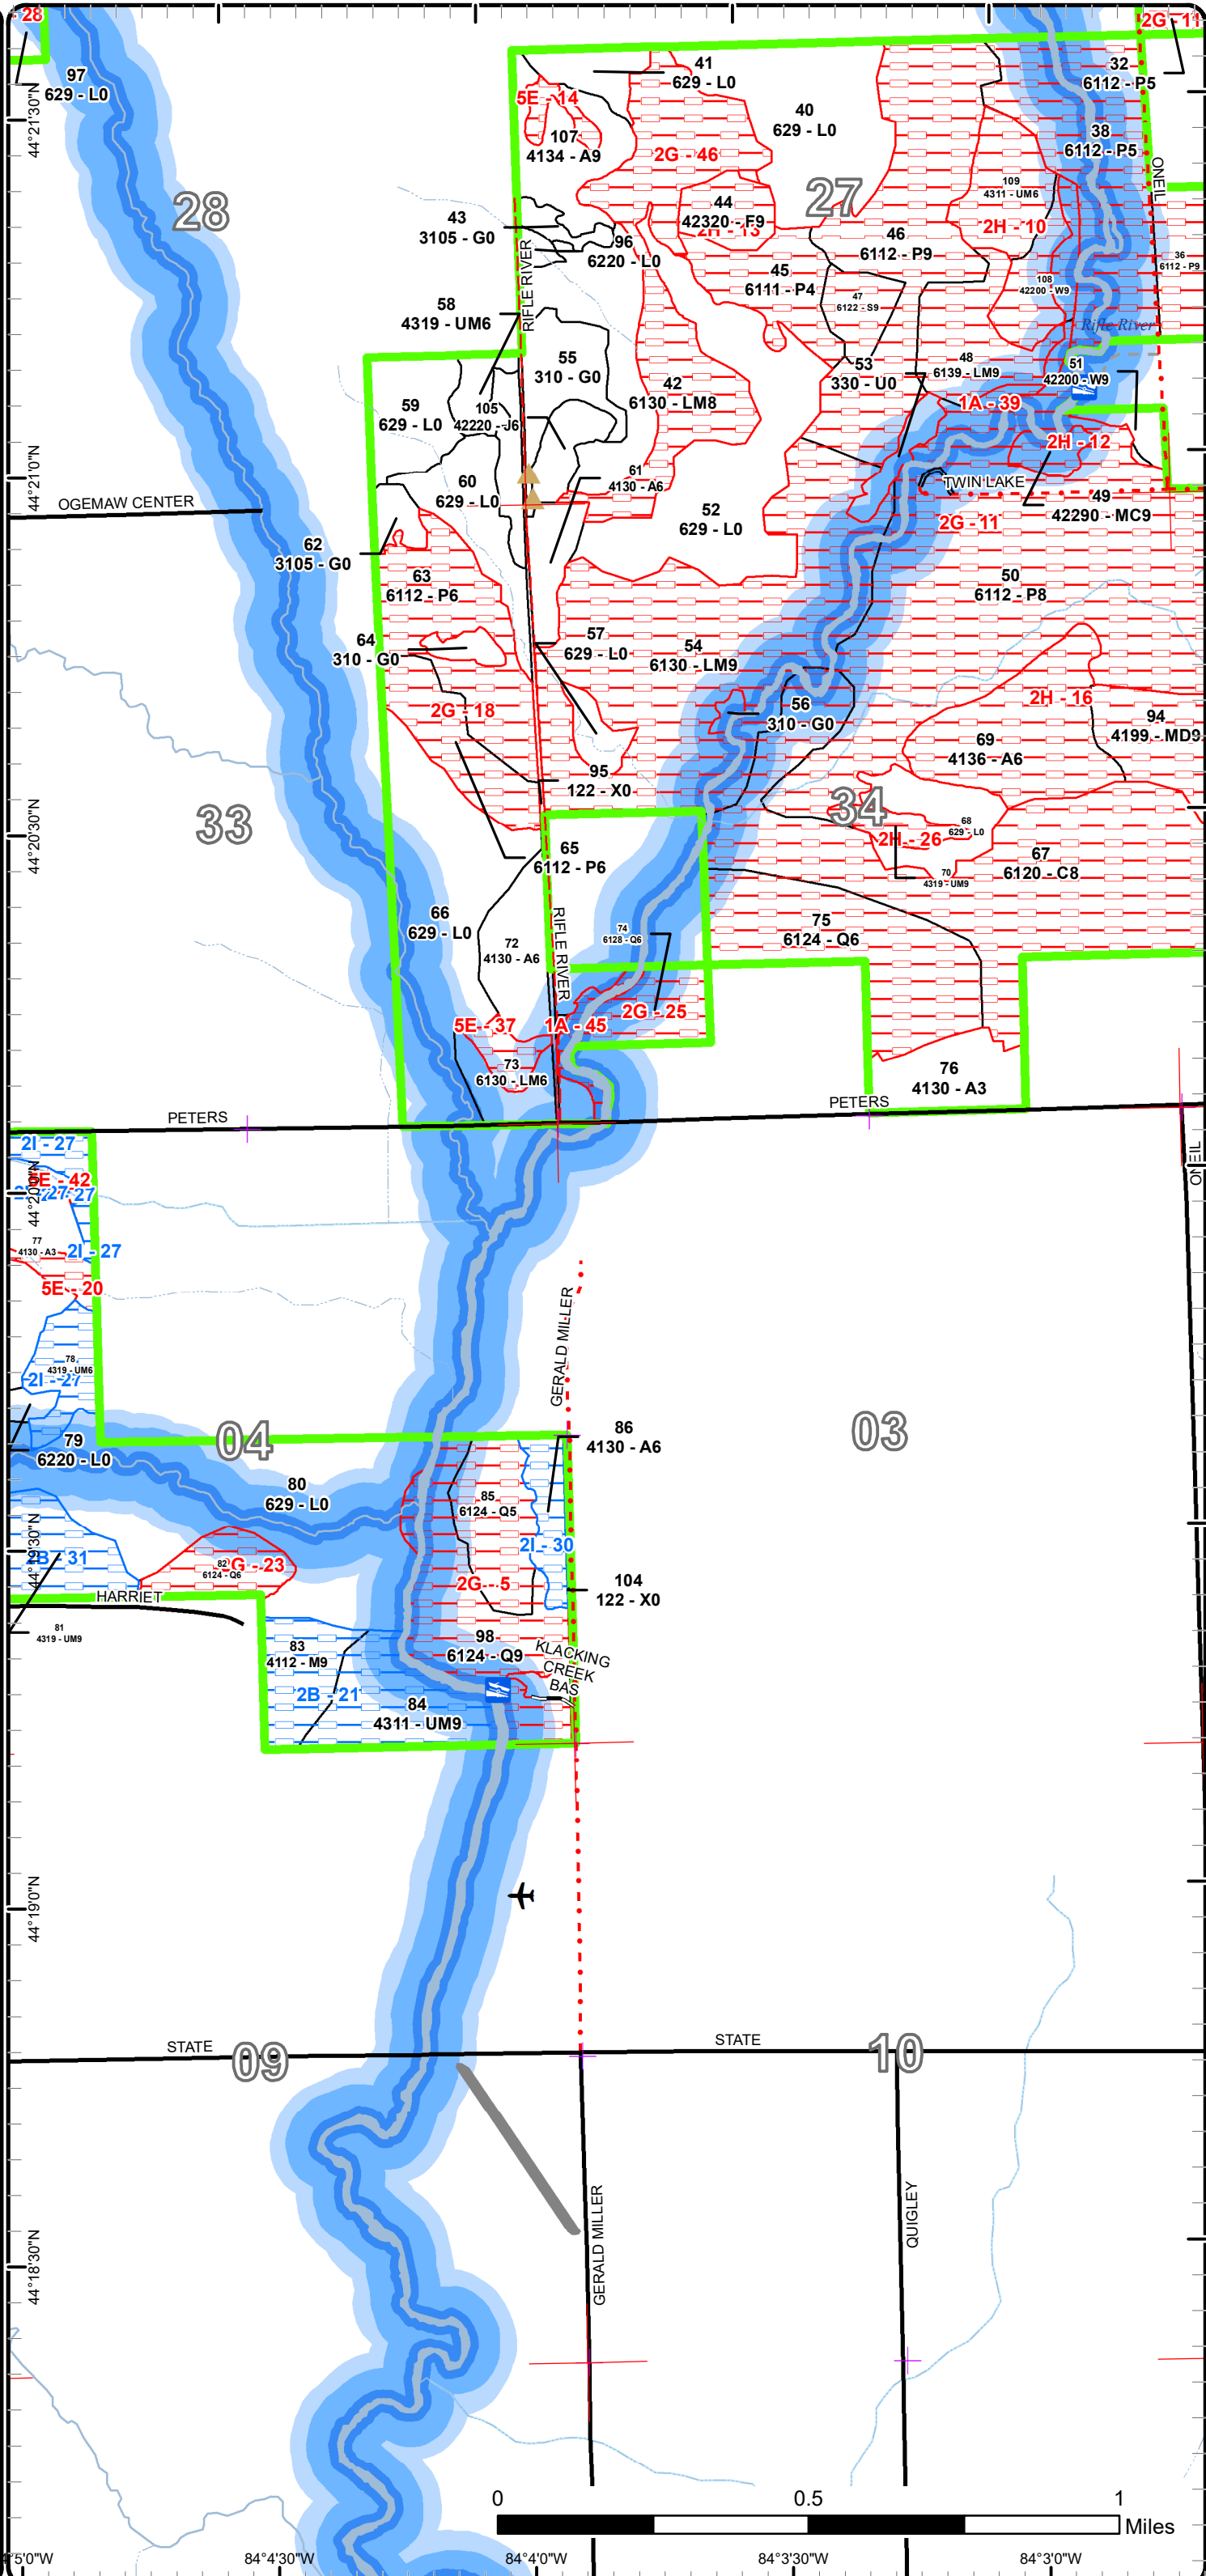 - 28
2G - 11
97
629 - L0
41
629 - L0
32
6112 - P5
44°21'30"N
5E - 14
40
629 - L0
107
4134 - A9
38
6112 - P5
2G - 46
ONEIL
28
27
109
4311 - UM6
44
42320 - F9
43
3105 - G0
2H - 10
96
6220 - L0
46
6112 - P9
36
6112 - P9
RIFLE RIVER
45
6111 - P4
108
42200 - W9
47
6122 - S9
58
4319 - UM6
Rifle River
55
310 - G0
53
330 - U0
48
6139 - LM9
51
42200 - W9
42
6130 - LM8
59
629 - L0
105
42220 - J6
1A - 39
2H - 12
44°21'0"N
60
629 - L0
61
4130 - A6
TWIN LAKE
OGEMAW CENTER
52
629 - L0
49
42290 - MC9
2G - 11
62
3105 - G0
63
6112 - P6
50
6112 - P8
64
310 - G0
57
629 - L0
54
6130 - LM9
2G - 18
56
310 - G0
2H - 16
94
4199 - MD9
69
4136 - A6
95
122 - X0
33
34
44°20'30"N
68
629 - L0
2H - 26
65
6112 - P6
67
6120 - C8
70
4319 - UM9
66
629 - L0
75
6124 - Q6
74
6128 - Q6
72
4130 - A6
RIFLE RIVER
2G - 25
5E - 37
1A - 45
73
6130 - LM6
76
4130 - A3
PETERS
PETERS
2I - 27
ONEIL
5E - 42
44°20'0"N
77
4130 - A3
2I - 27
5E - 20
GERALD MILLER
78
4319 - UM6
2I - 27
86
4130 - A6
04
03
79
6220 - L0
80
629 - L0
85
6124 - Q5
44°19'30"N
2I - 30
2B - 31
82
6124 - Q6
2G - 5
104
122 - X0
HARRIET
81
4319 - UM9
98
6124 - Q9
83
4112 - M9
KLACKING
CREEK
BAS
2B - 21
84
4311 - UM9
44°19'0"N
STATE
STATE
09
10
GERALD MILLER
QUIGLEY
44°18'30"N
0
0.5
1
Miles
5'0"W
84°4'30"W
84°4'0"W
84°3'30"W
84°3'0"W